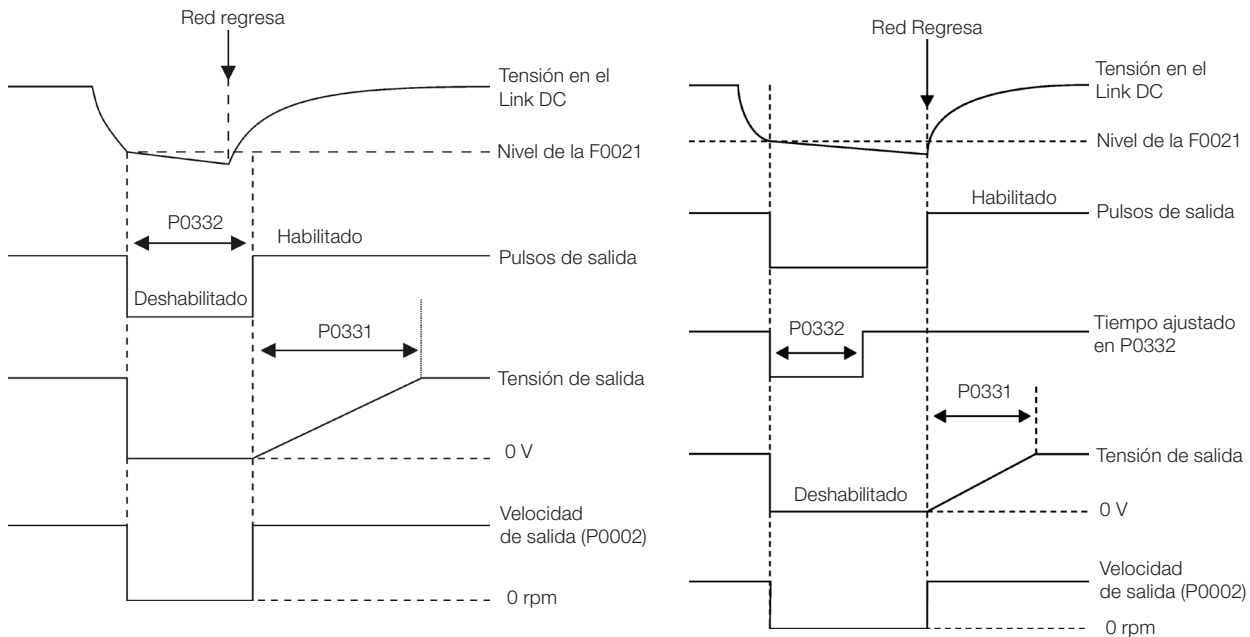 Red regresa
Tensión en el
Link DC
Nivel de la F0021
P0332
Habilitado
Pulsos de salida
Deshabilitado
P0331
Tensión de salida
0 V
Velocidad
de salida (P0002)
0 rpm
Red Regresa
Tensión en el
Link DC
Nivel de la F0021
Habilitado
Pulsos de salida
P0332
Tiempo ajustado
en P0332
P0331
Tensión de salida
Deshabilitado
0 V
Velocidad
de salida (P0002)
0 rpm